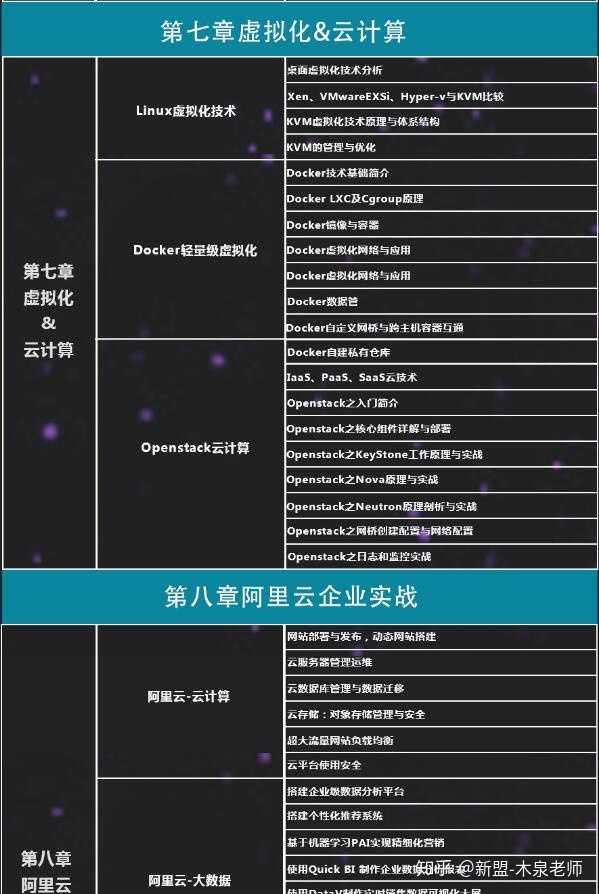 第七章虚拟化&云计算
第七章
虚拟化
&
云计算
Linux虚拟化技术
桌面虚拟化技术分析
Xen、VMwareEXSi、Hyper-v与KVM比较
KVM虚拟化技术原理与体系结构
KVM的管理与优化
Docker轻量级虚拟化
Docker技术基础简介
Docker LXC及Cgroup原理
Docker镜像与容器
Docker虚拟化网络与应用
Docker虚拟化网络与应用
Docker数据管
Docker自定义网桥与跨主机容器互通
Openstack云计算
Docker自建私有仓库
IaaS、PaaS、SaaS云技术
Openstack之入门简介
Openstack之核心组件详解与部署
Openstack之KeyStone工作原理与实战
Openstack之Nova原理与实战
Openstack之Neutron原理剖析与实战
Openstack之网桥创建配置与网络配置
Openstack之日志和监控实战
第八章阿里云企业实战
第八章
阿里云
阿里云-云计算
网站部署与发布，动态网站搭建
云服务器管理运维
云数据库管理与数据迁移
云存储：对象存储管理与安全
超大流量网站负载均衡
云平台使用安全
阿里云-大数据
搭建企业级数据分析平台
搭建个性化推荐系统
基于机器学习PAI实现精细化营销
使用Quick BI 制作企业数据分析报表
使用DataV制作实时销售数据可视化大屏
知乎 @新盟-木泉老师